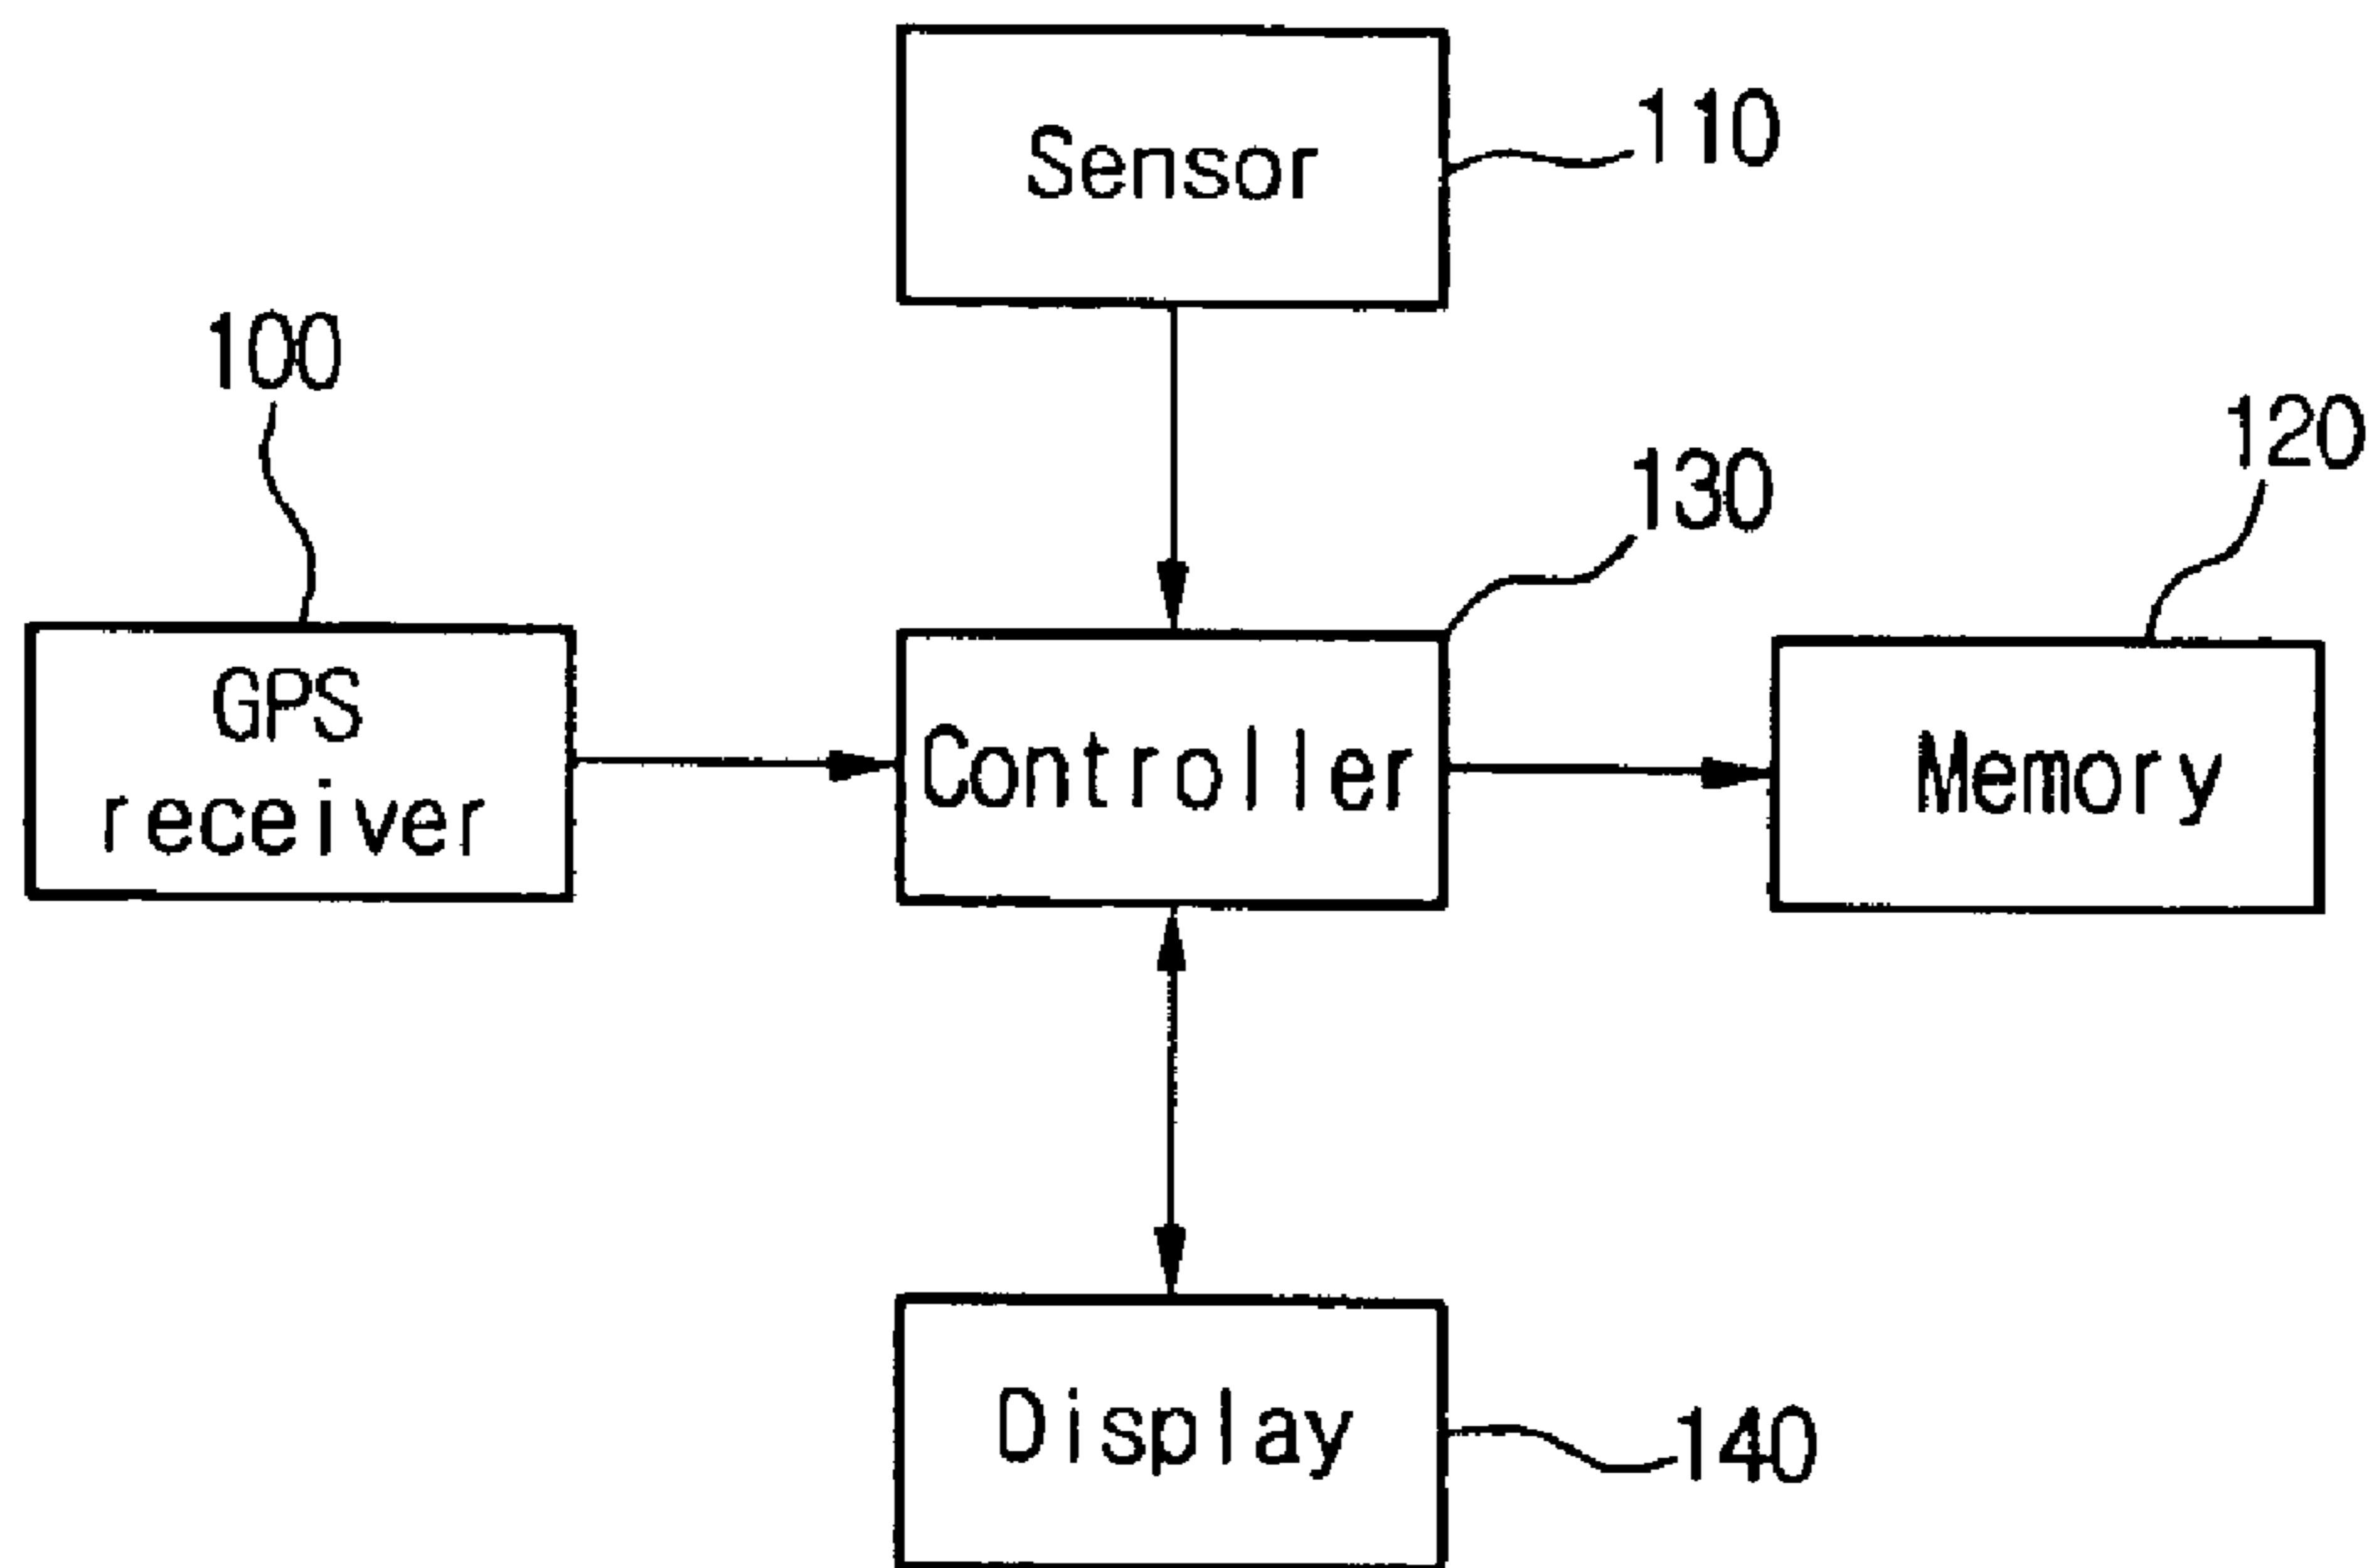 Sensor
110
100
130
120
GPS
receiver
Controller
Memory
Display
140